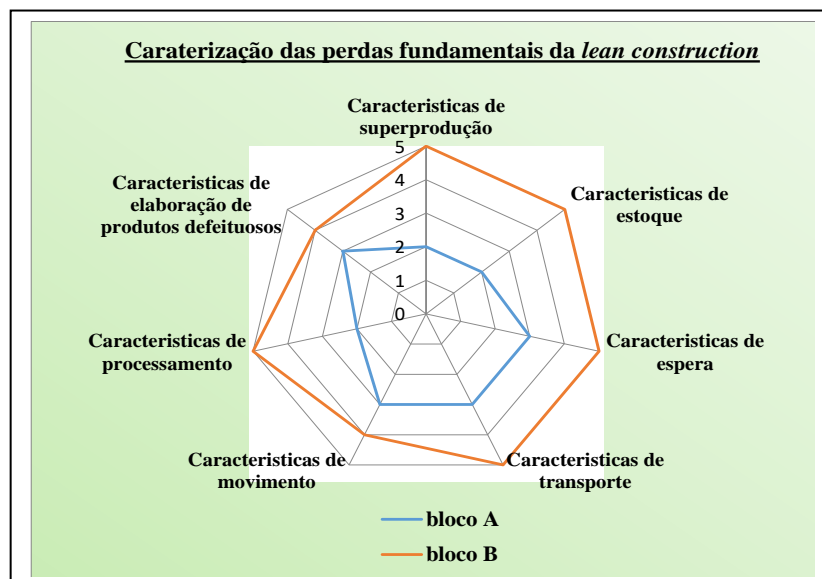 Caraterização das perdas fundamentais da lean construction
Caracteristicas de
superprodução
Caracteristicas de
elaboração de
produtos defeituosos
Caracteristicas de
estoque
5
4
3
2
1
0
Caracteristicas de
processamento
Caracteristicas de
espera
Caracteristicas de
movimento
Caracteristicas de
transporte
bloco A
bloco B